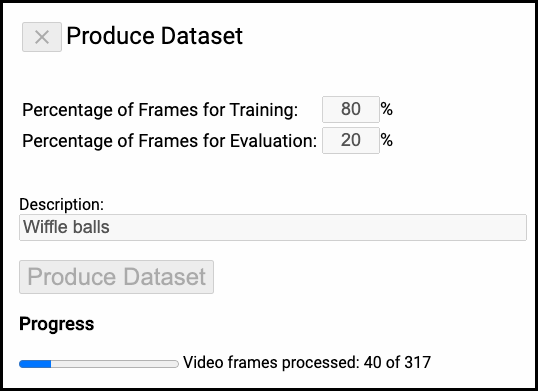 × Produce Dataset
Percentage of Frames for Training: 80 %
Percentage of Frames for Evaluation: 20 %
Description:
Wiffle balls
Produce Dataset
Progress
Video frames processed: 40 of 317